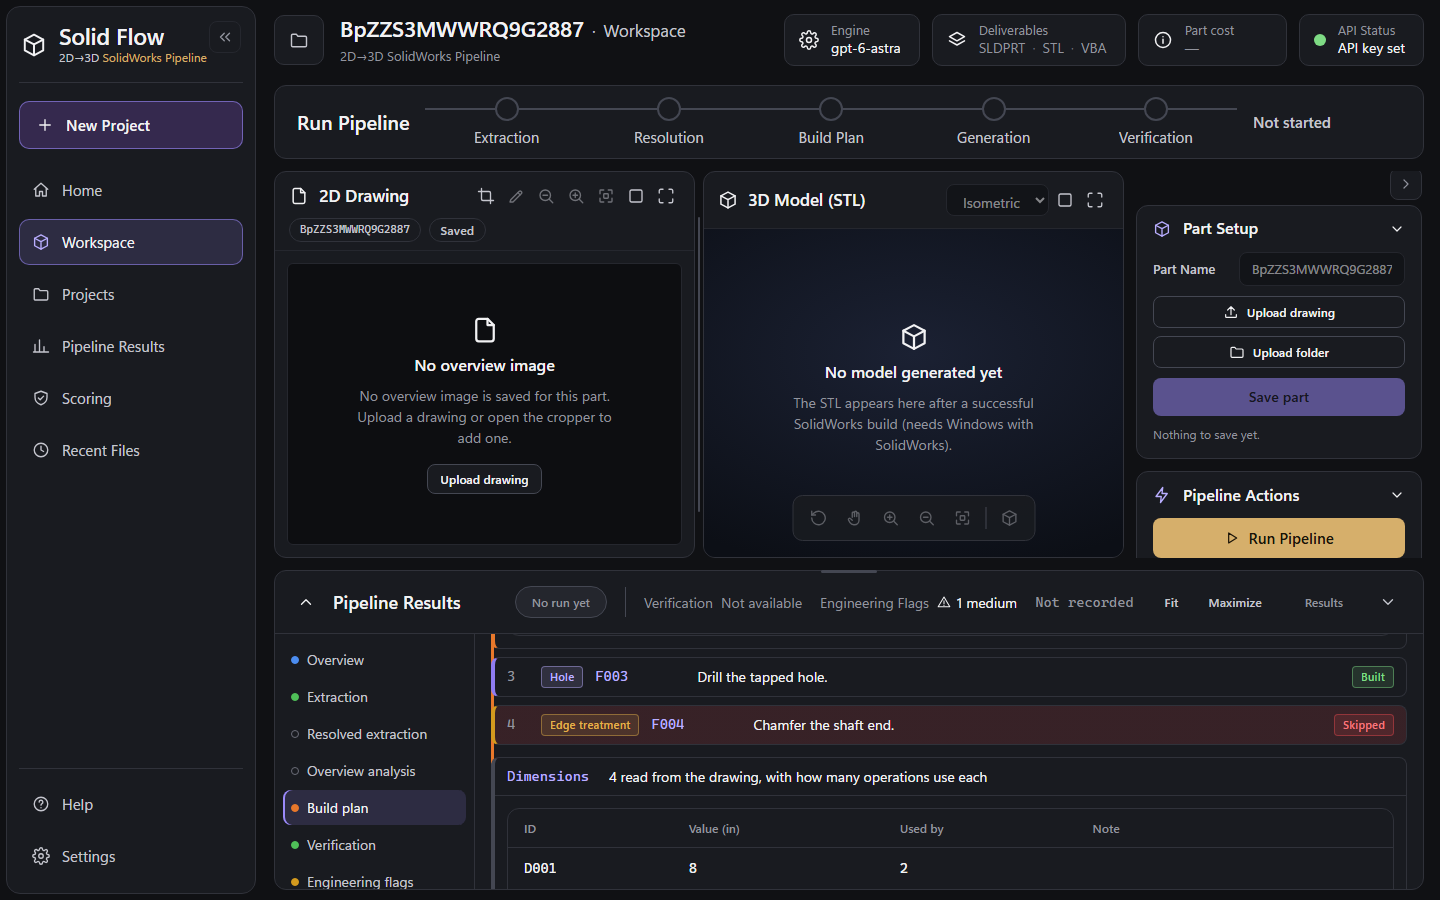 Solid Flow
2D→3D SolidWorks Pipeline
New Project
Home
Workspace
Projects
Pipeline Results
Scoring
Recent Files
Help
Settings
BpZZS3MWWRQ9G2887 · Workspace
2D→3D SolidWorks Pipeline
Engine
gpt-6-astra
Deliverables
SLDPRT · STL · VBA
Part cost
—
API Status
API key set
Run Pipeline
Extraction
Resolution
Build Plan
Generation
Verification
Not started
2D Drawing
BpZZS3MWWRQ9G2887
Saved
No overview image
No overview image is saved for this part.
Upload a drawing or open the cropper to
add one.
Upload drawing
3D Model (STL)
Isometric
No model generated yet
The STL appears here after a successful
SolidWorks build (needs Windows with
SolidWorks).
Part Setup
Part Name
BpZZS3MWWRQ9G2887
Upload drawing
Upload folder
Save part
Nothing to save yet.
Pipeline Actions
Run Pipeline
Pipeline Results
No run yet
Verification Not available
Engineering Flags 1 medium
Not recorded
Fit
Maximize
Results
Overview
Extraction
Resolved extraction
Overview analysis
Build plan
Verification
Engineering flags
3 Hole F003 Drill the tapped hole. Built
4 Edge treatment F004 Chamfer the shaft end. Skipped
Dimensions 4 read from the drawing, with how many operations use each
ID Value (in) Used by Note
D001 8 2